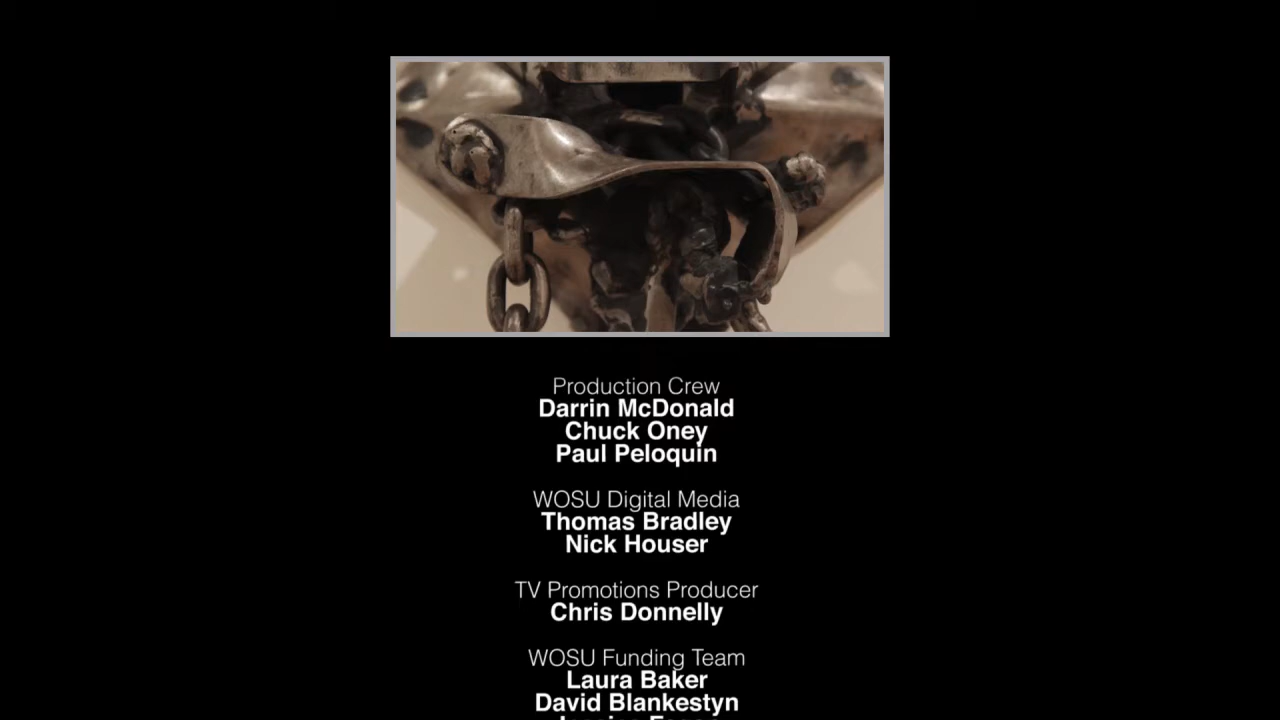 Production Crew
Darrin McDonald
Chuck Oney
Paul Peloquin
WOSU Digital Media
Thomas Bradley
Nick Houser
TV Promotions Producer
Chris Donnelly
WOSU Funding Team
Laura Baker
David Blankestyn